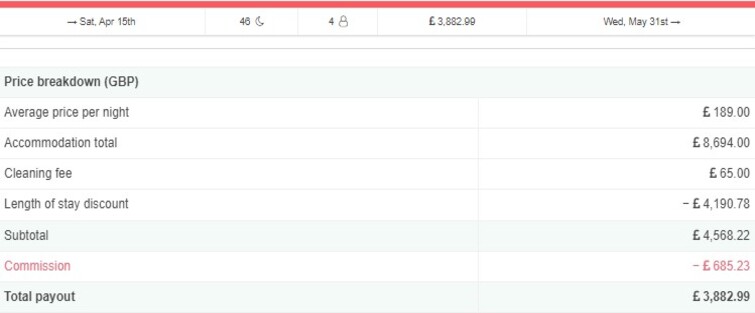 → Sat, Apr 15th 46 4 £ 3,882.99 Wed, May 31st →
Price breakdown (GBP)
Average price per night £ 189.00
Accommodation total £ 8,694.00
Cleaning fee £ 65.00
Length of stay discount − £ 4,190.78
Subtotal £ 4,568.22
Commission − £ 685.23
Total payout £ 3,882.99